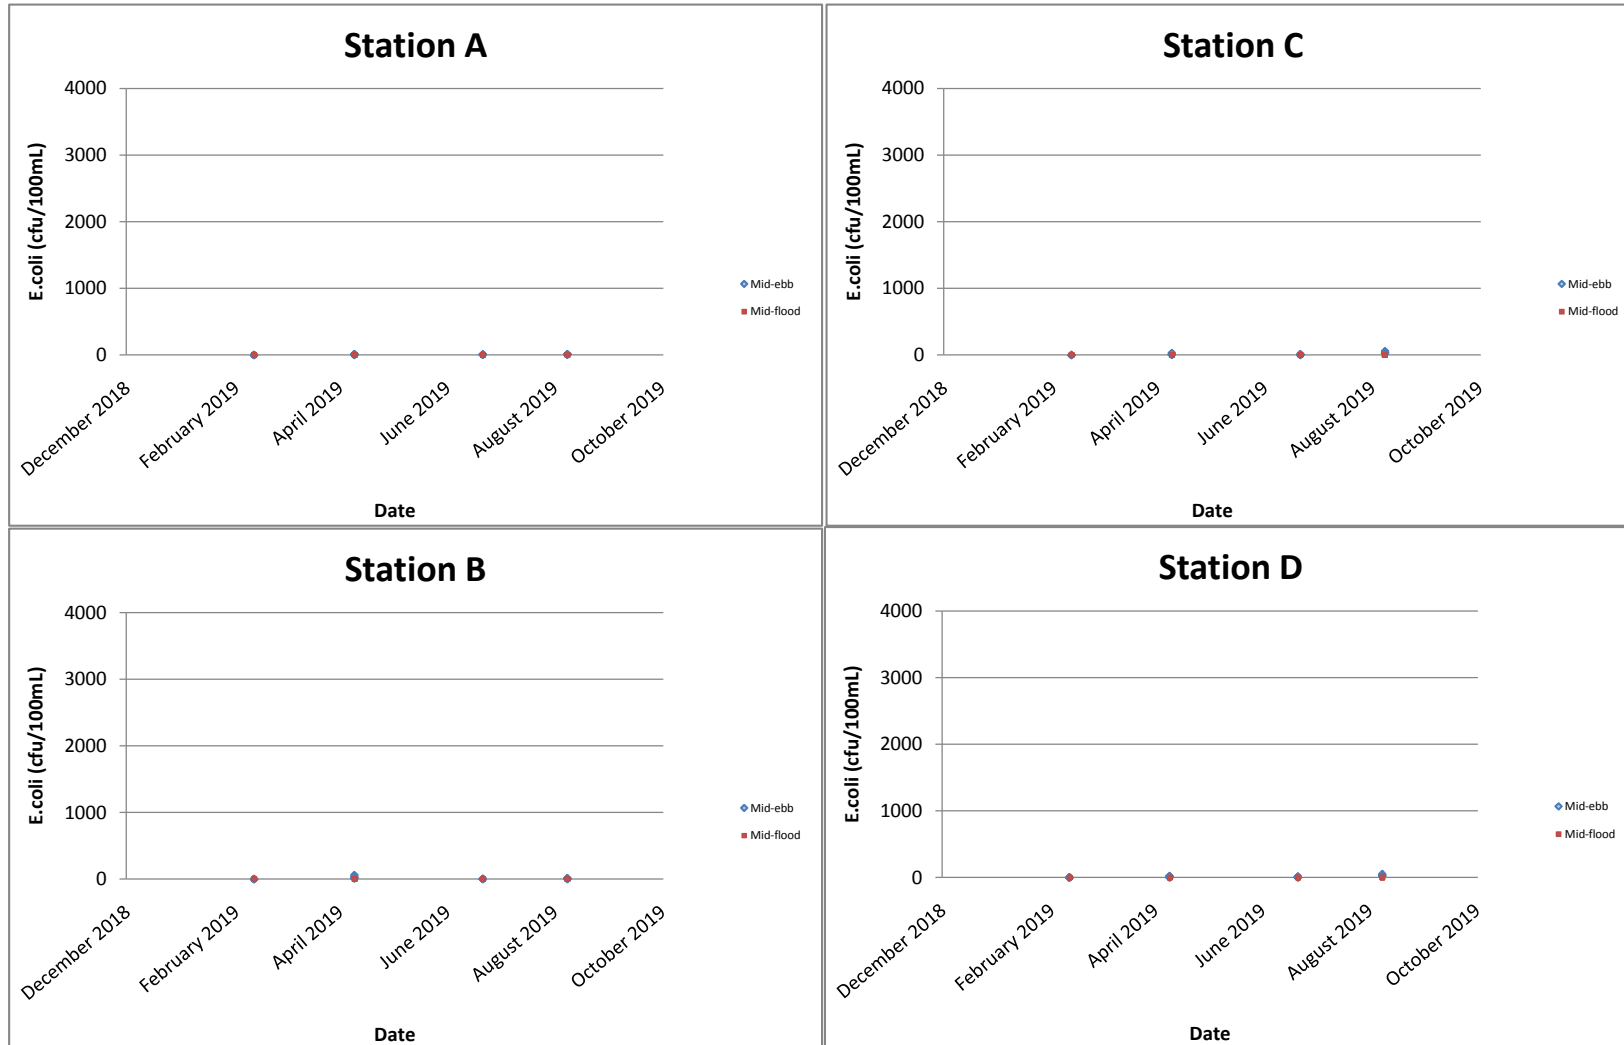 Station A
4000
3000
2000
1000
0
E.coli (cfu/100mL)
Mid-ebb
Mid-flood
December 2018
February 2019
April 2019
June 2019
August 2019
October 2019
Date
Station C
4000
3000
2000
1000
0
E.coli (cfu/100mL)
Mid-ebb
Mid-flood
December 2018
February 2019
April 2019
June 2019
August 2019
October 2019
Date
Station B
4000
3000
2000
1000
0
E.coli (cfu/100mL)
Mid-ebb
Mid-flood
December 2018
February 2019
April 2019
June 2019
August 2019
October 2019
Date
Station D
4000
3000
2000
1000
0
E.coli (cfu/100mL)
Mid-ebb
Mid-flood
December 2018
February 2019
April 2019
June 2019
August 2019
October 2019
Date